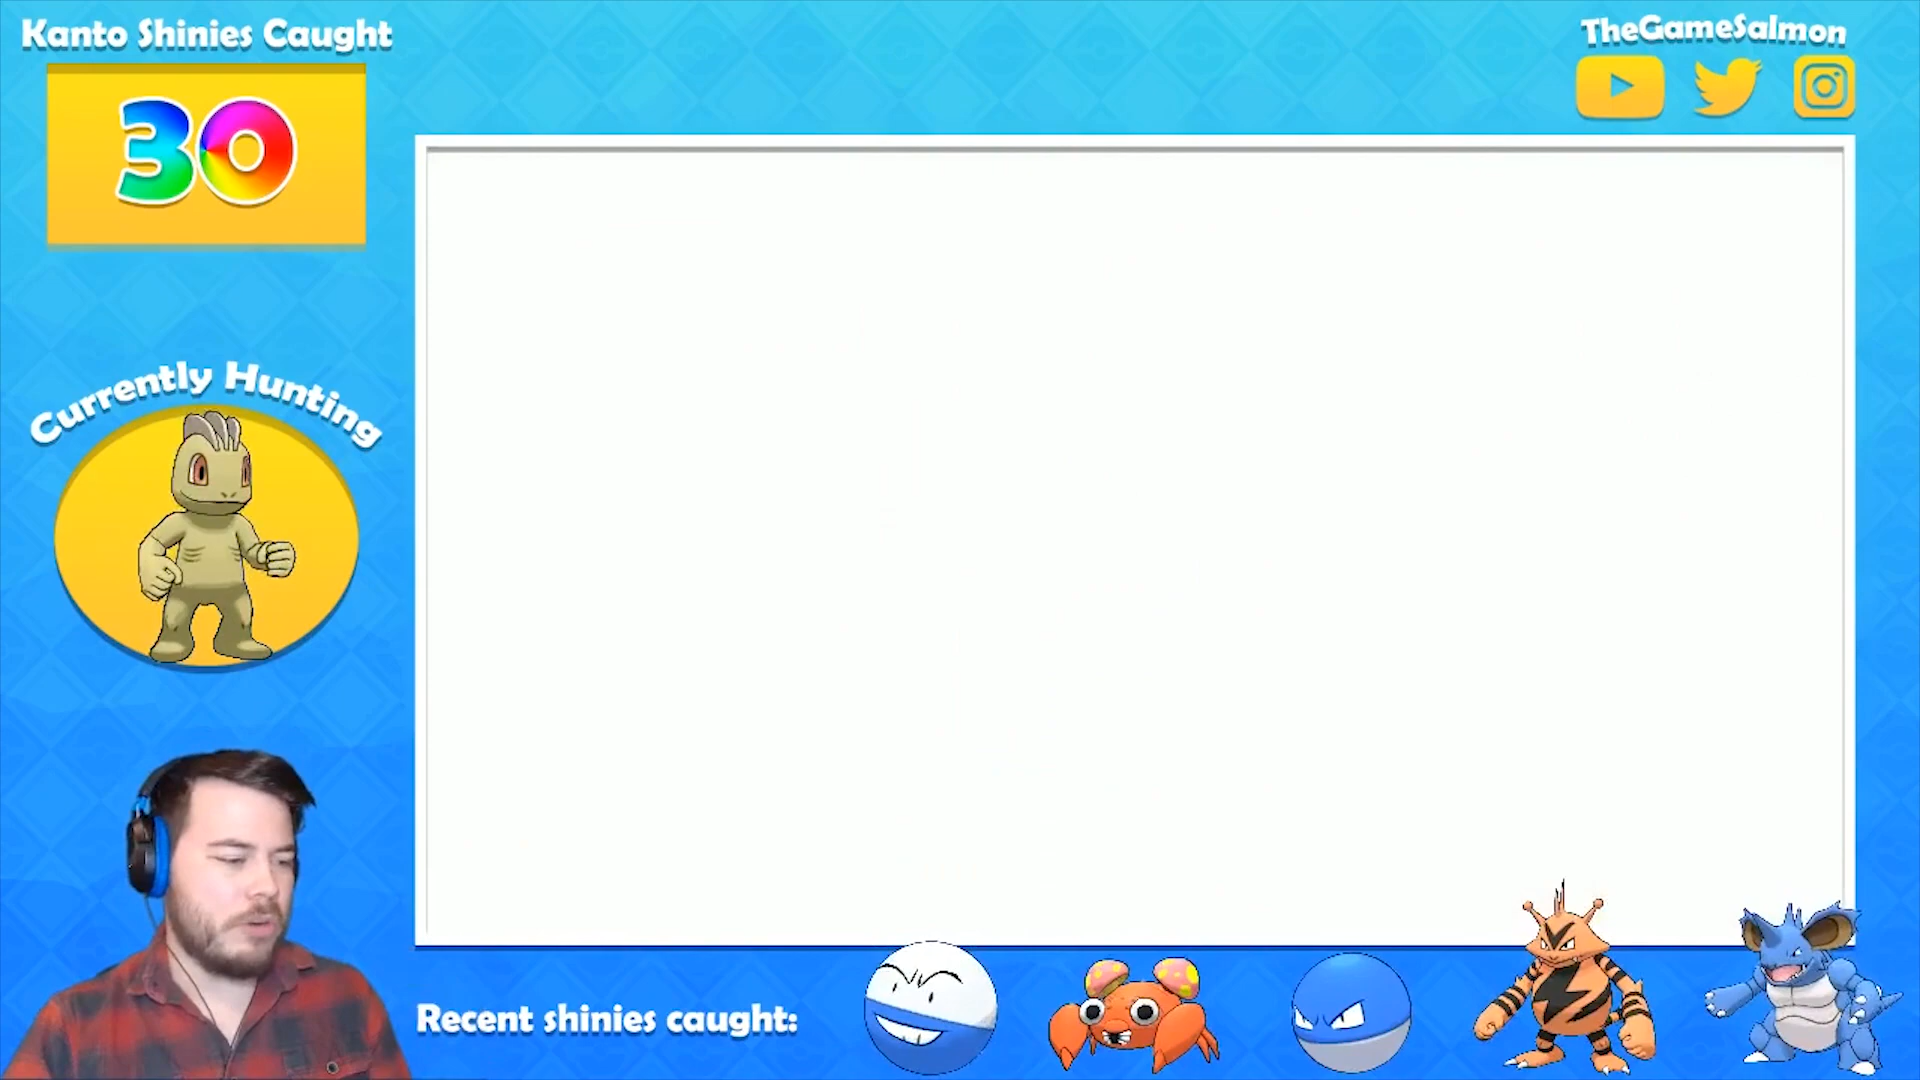 Kanto Shinies Caught
30
TheGameSalmon
Currently Hunting
Recent shinies caught: